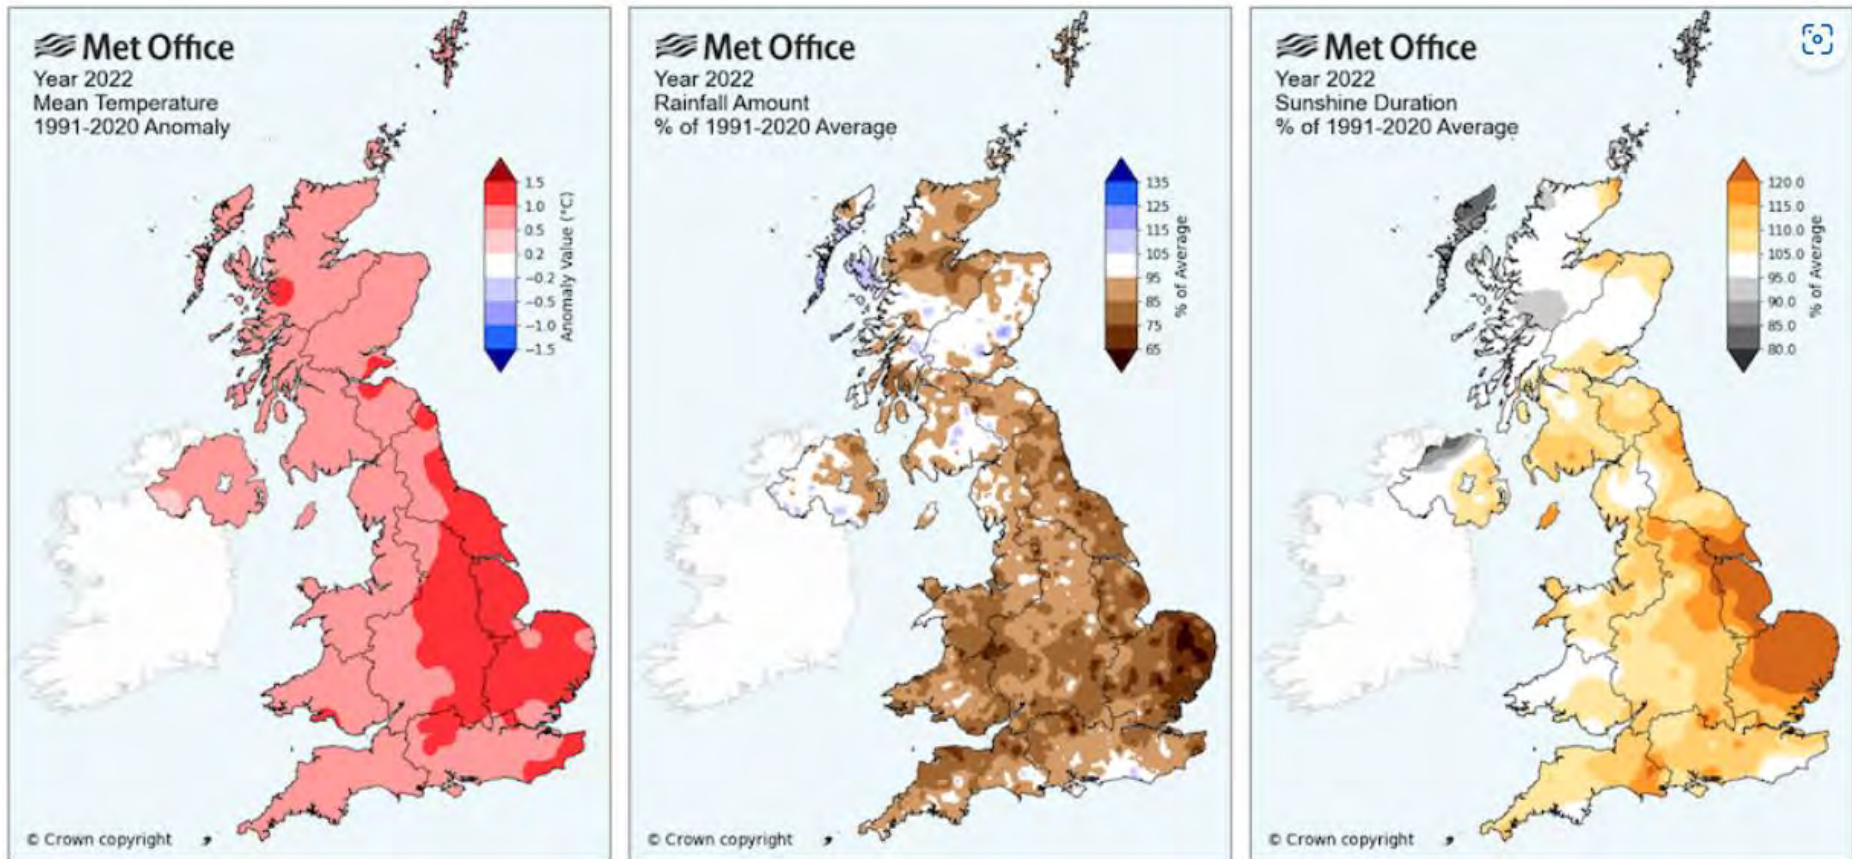 Met Office
Year 2022
Mean Temperature
1991-2020 Anomaly
1.5
1.0
0.5
0.2
−0.2
−0.5
−1.0
−1.5
Anomaly Value (°C)
© Crown copyright
Met Office
Year 2022
Rainfall Amount
% of 1991-2020 Average
135
125
115
105
95
85
75
65
% of Average
© Crown copyright
Met Office
Year 2022
Sunshine Duration
% of 1991-2020 Average
120.0
115.0
110.0
105.0
95.0
90.0
85.0
80.0
% of Average
© Crown copyright